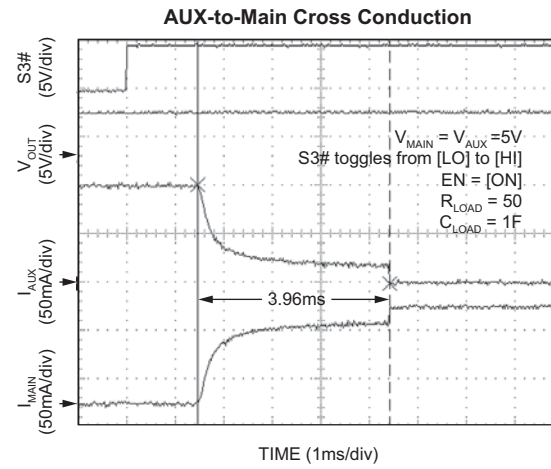 AUX-to-Main Cross Conduction
S3#
(5V/div)
V_OUT
(5V/div)
I_AUX
(50mA/div)
I_MAIN
(50mA/div)
V_MAIN = V_AUX =5V
S3# toggles from [LO] to [HI]
EN = [ON]
R_LOAD = 50
C_LOAD = 1F
3.96ms
TIME (1ms/div)